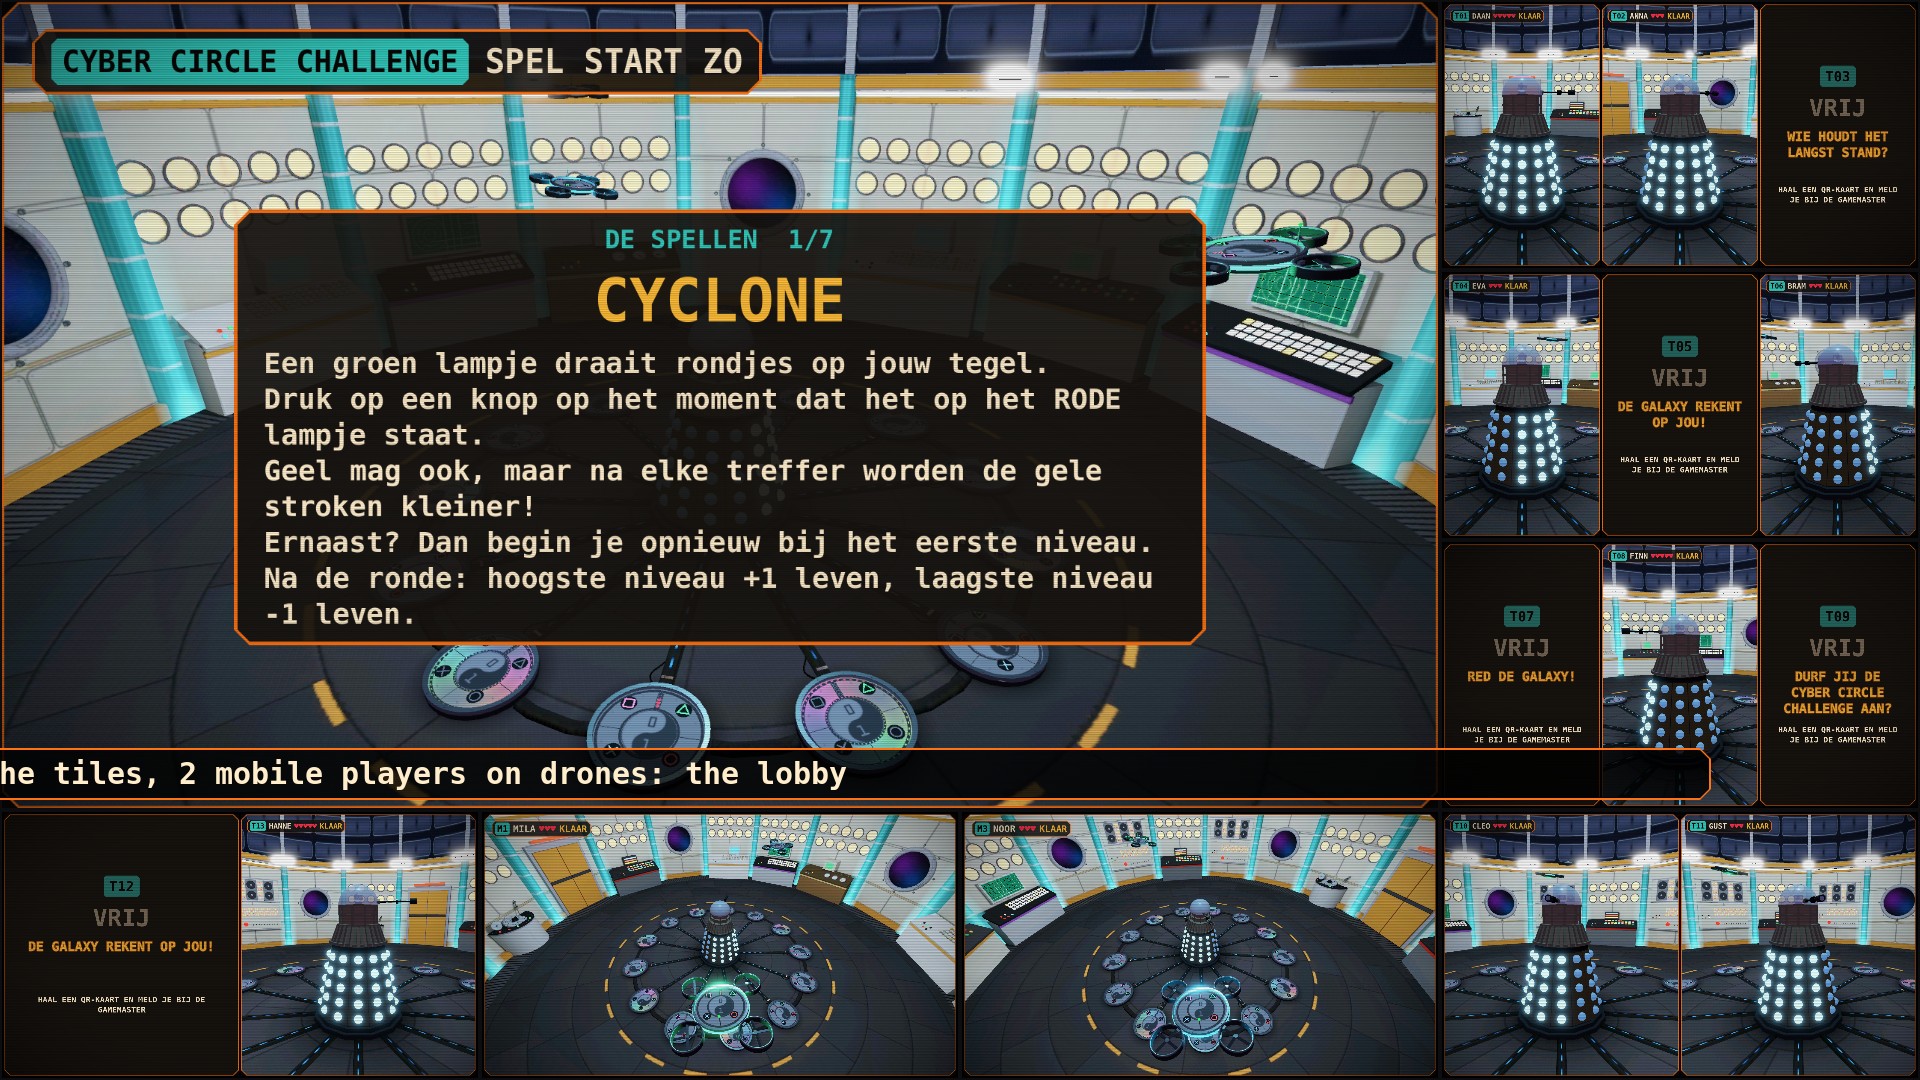 CYBER CIRCLE CHALLENGE SPEL START ZO
DE SPELLEN 1/7
CYCLONE
Een groen lampje draait rondjes op jouw tegel.
Druk op een knop op het moment dat het op het RODE
lampje staat.
Geel mag ook, maar na elke treffer worden de gele
stroken kleiner!
Ernaast? Dan begin je opnieuw bij het eerste niveau.
Na de ronde: hoogste niveau +1 leven, laagste niveau
-1 leven.
he tiles, 2 mobile players on drones: the lobby
T01 DAAN KLAAR
T02 ANNA KLAAR
T03
VRIJ
WIE HOUDT HET
LANGST STAND?
HAAL EEN QR-KAART EN MELD
JE BIJ DE GAMEMASTER
T04 EVA KLAAR
T05
VRIJ
DE GALAXY REKENT
OP JOU!
HAAL EEN QR-KAART EN MELD
JE BIJ DE GAMEMASTER
T06 BRAM KLAAR
T07
VRIJ
RED DE GALAXY!
HAAL EEN QR-KAART EN MELD
JE BIJ DE GAMEMASTER
T08 FINN KLAAR
T09
VRIJ
DURF JIJ DE
CYBER CIRCLE
CHALLENGE AAN?
HAAL EEN QR-KAART EN MELD
JE BIJ DE GAMEMASTER
T12
VRIJ
DE GALAXY REKENT OP JOU!
HAAL EEN QR-KAART EN MELD JE BIJ DE
GAMEMASTER
T13 HANNE KLAAR
M1 MILA KLAAR
M3 NOOR KLAAR
T10 CLEO KLAAR
T11 GUST KLAAR